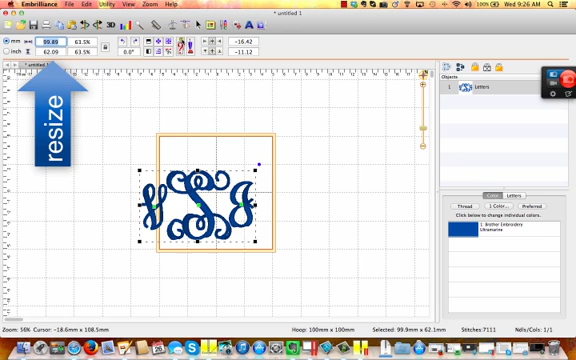 Embrilliance File Edit Utility View Zoom Help 100% Wed 9:26 AM
* untitled 1
mm 99.89 63.5% -16.42
inch 62.09 63.5% 0.0° -11.12
* untitled 1
resize
Objects
1 Letters
Color Letters
Thread 1 Color... Preferred
Click below to change individual colors.
1. Brother Embroidery
Ultramarine
Zoom: 56% Cursor: -18.6mm x 108.5mm Hoop: 100mm x 100mm Selected: 99.9mm x 62.1mm Stitches:7111 Ndls/Cols: 1/1